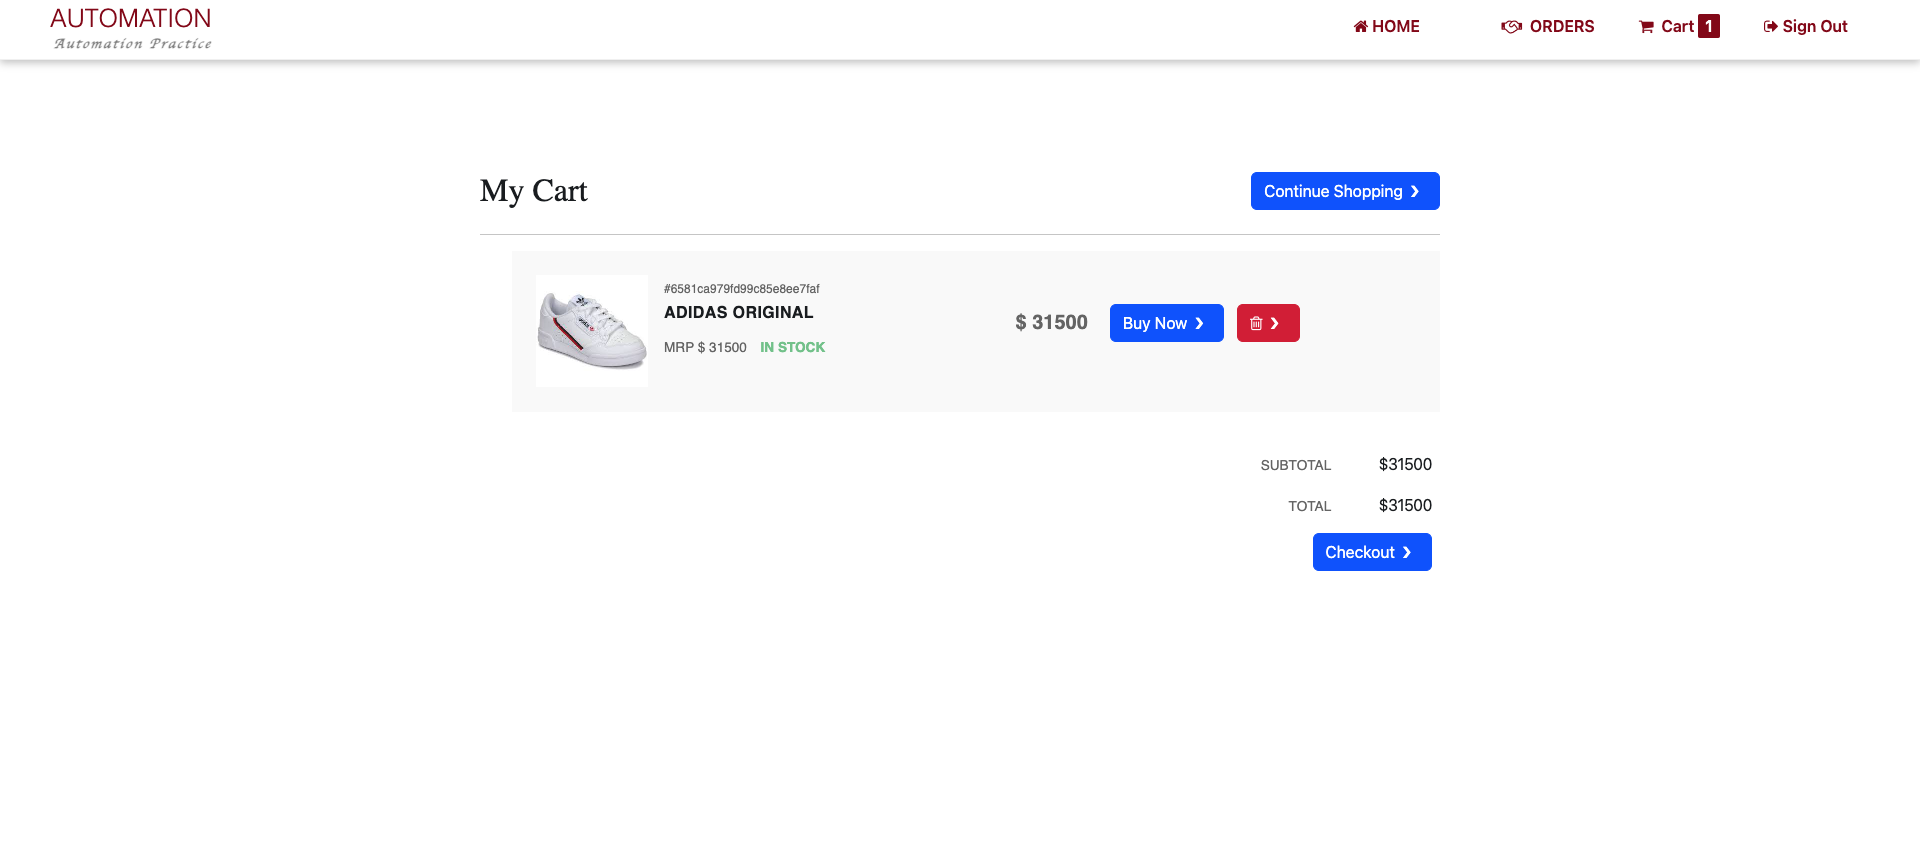 AUTOMATION
Automation Practice
HOME
ORDERS
Cart 1
Sign Out
My Cart
Continue Shopping ❯
#6581ca979fd99c85e8ee7faf
ADIDAS ORIGINAL
MRP $ 31500 IN STOCK
$ 31500
Buy Now ❯
❯
SUBTOTAL $31500
TOTAL $31500
Checkout ❯